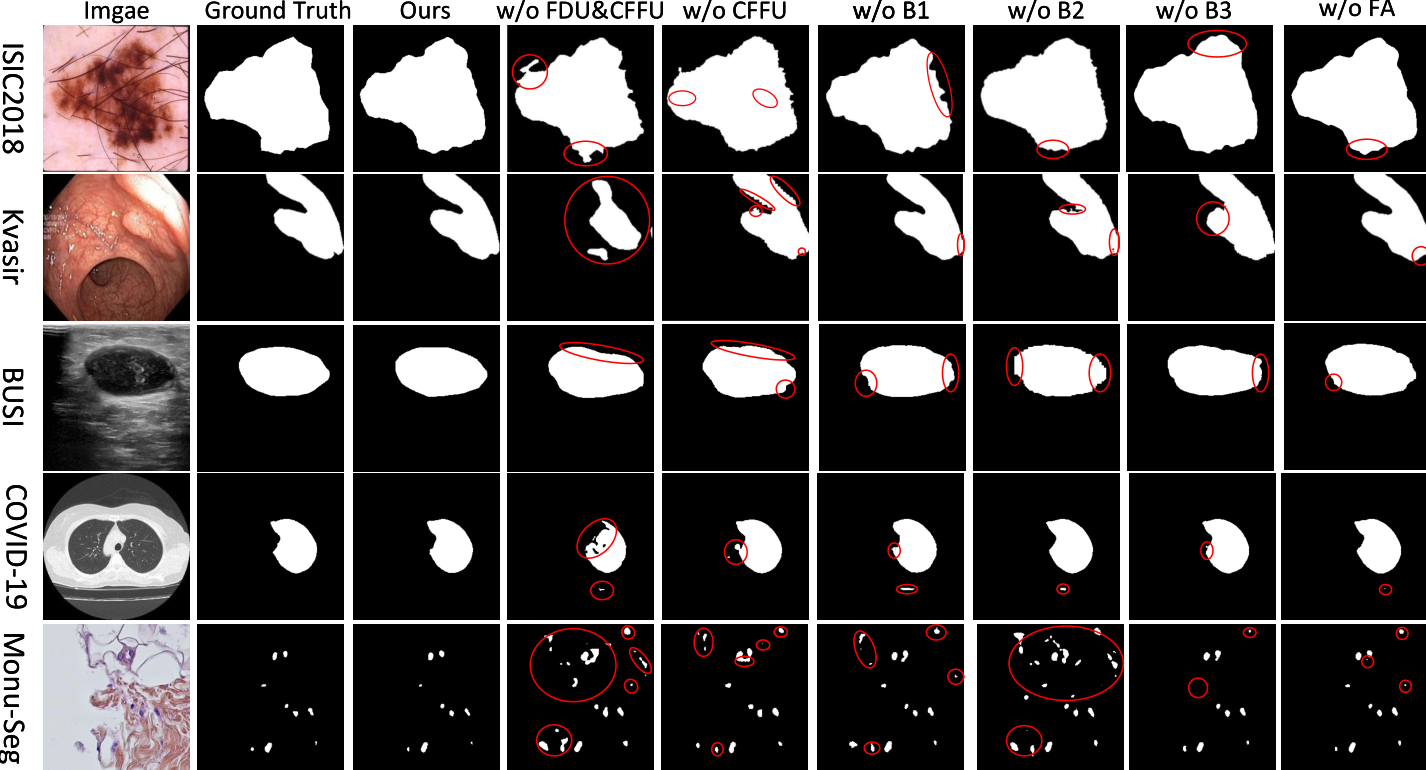 Imgae Ground Truth Ours w/o FDU&CFFU w/o CFFU w/o B1 w/o B2 w/o B3 w/o FA
ISIC2018
Kvasir
BUSI
COVID-19
Monu-Seg